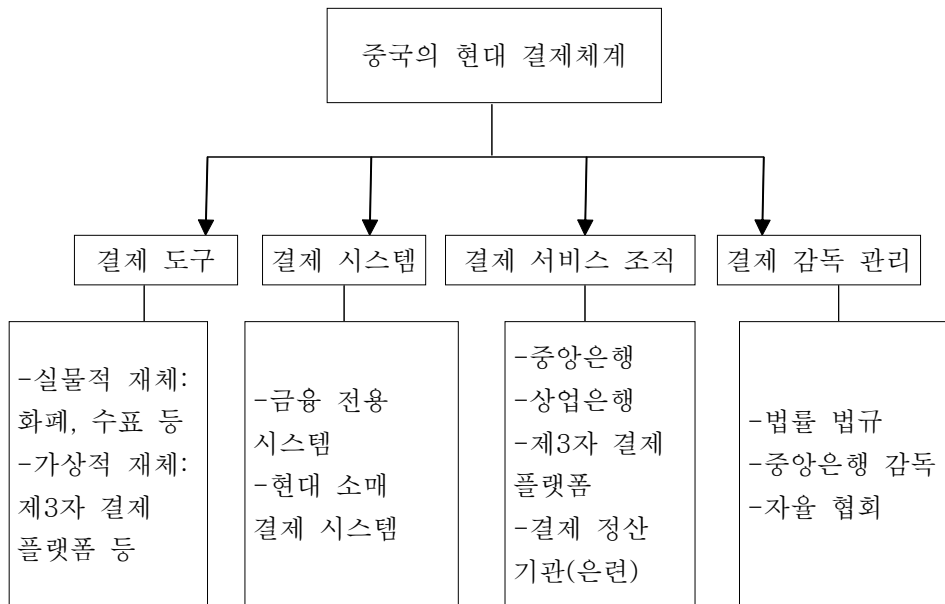 중국의 현대 결제체계
결제 도구
결제 시스템
결제 서비스 조직
결제 감독 관리
-실물적 재체:
화폐, 수표 등
-가상적 재체:
제3자 결제
플랫폼 등
-금융 전용
시스템
-현대 소매
결제 시스템
-중앙은행
-상업은행
-제3자 결제
플랫폼
-결제 정산
기관(은련)
-법률 법규
-중앙은행 감독
-자율 협회